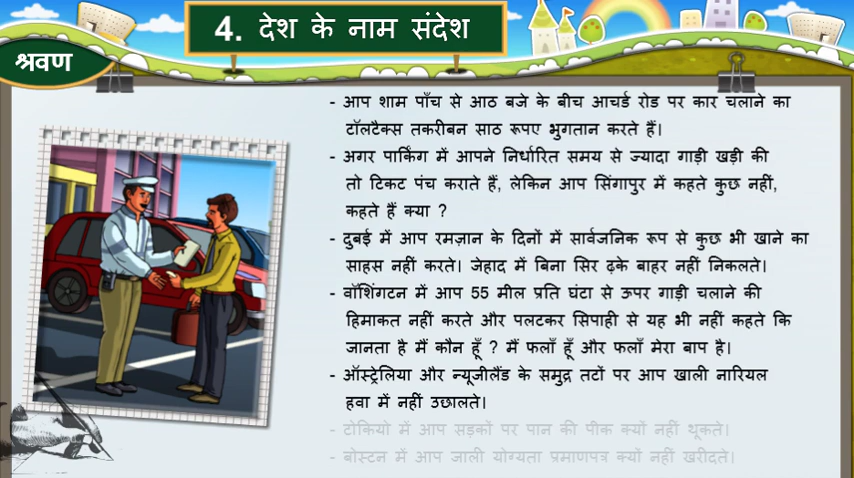 4. देश के नाम संदेश
श्रवण
- आप शाम पाँच से आठ बजे के बीच आचर्ड रोड पर कार चलाने का
टॉलटैक्स तकरीबन साठ रूपए भुगतान करते हैं।
- अगर पार्किंग में आपने निर्धारित समय से ज्यादा गाड़ी खड़ी की
तो टिकट पंच कराते हैं, लेकिन आप सिंगापुर में कहते कुछ नहीं,
कहते हैं क्या ?
- दुबई में आप रमज़ान के दिनों में सार्वजनिक रूप से कुछ भी खाने का
साहस नहीं करते। जेहाद में बिना सिर ढ़के बाहर नहीं निकलते।
- वॉशिंगटन में आप 55 मील प्रति घंटा से ऊपर गाड़ी चलाने की
हिमाकत नहीं करते और पलटकर सिपाही से यह भी नहीं कहते कि
जानता है मैं कौन हूँ ? मैं फलाँ हूँ और फलाँ मेरा बाप है।
- ऑस्ट्रेलिया और न्यूजीलैंड के समुद्र तटों पर आप खाली नारियल
हवा में नहीं उछालते।
- टोकियो में आप सड़कों पर पान की पीक क्यों नहीं थूकते।
- बोस्टन में आप जाली योग्यता प्रमाणपत्र क्यों नहीं खरीदते।